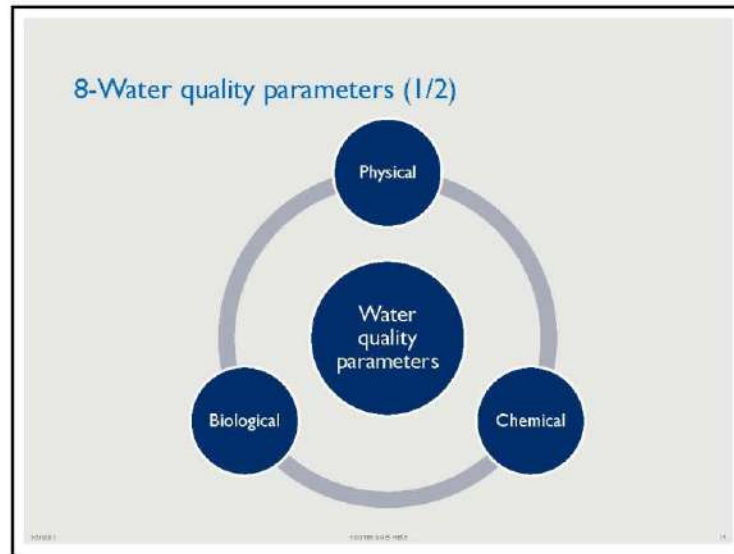 8-Water quality parameters (1/2)
Physical
Water
quality
parameters
Biological
Chemical